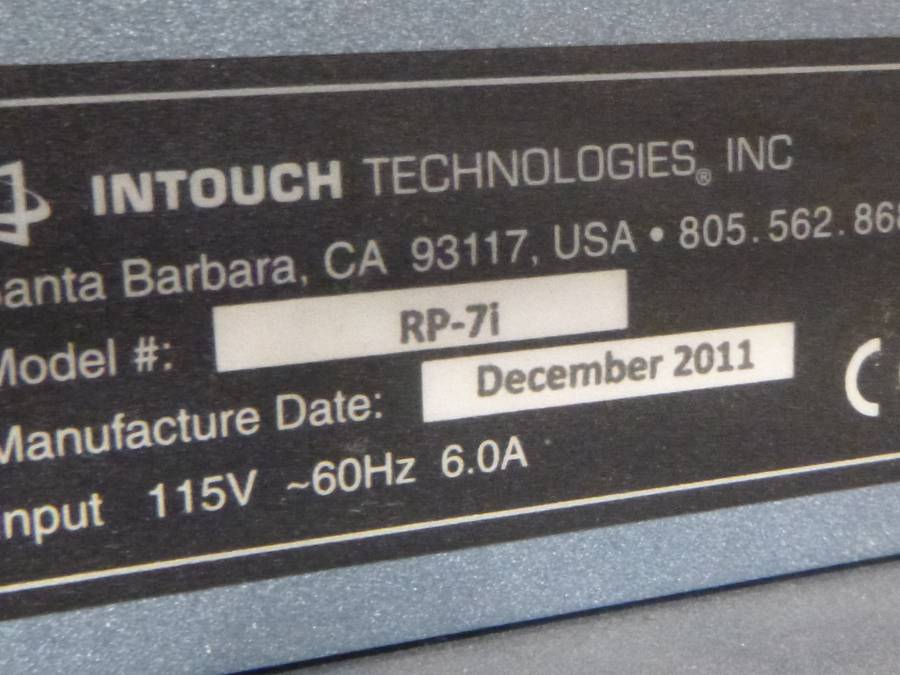 INTOUCH TECHNOLOGIES® INC
Santa Barbara, CA 93117, USA • 805.562.868
Model #: RP-7i
Manufacture Date: December 2011
Input 115V ~60Hz 6.0A